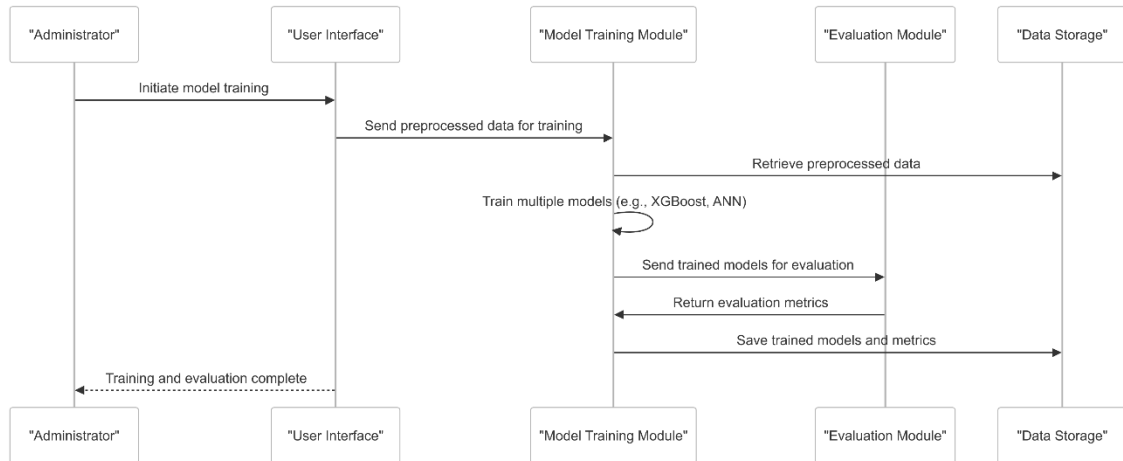 "Administrator"
"User Interface"
"Model Training Module"
"Evaluation Module"
"Data Storage"
Initiate model training
Send preprocessed data for training
Retrieve preprocessed data
Train multiple models (e.g., XGBoost, ANN)
Send trained models for evaluation
Return evaluation metrics
Save trained models and metrics
Training and evaluation complete
"Administrator"
"User Interface"
"Model Training Module"
"Evaluation Module"
"Data Storage"